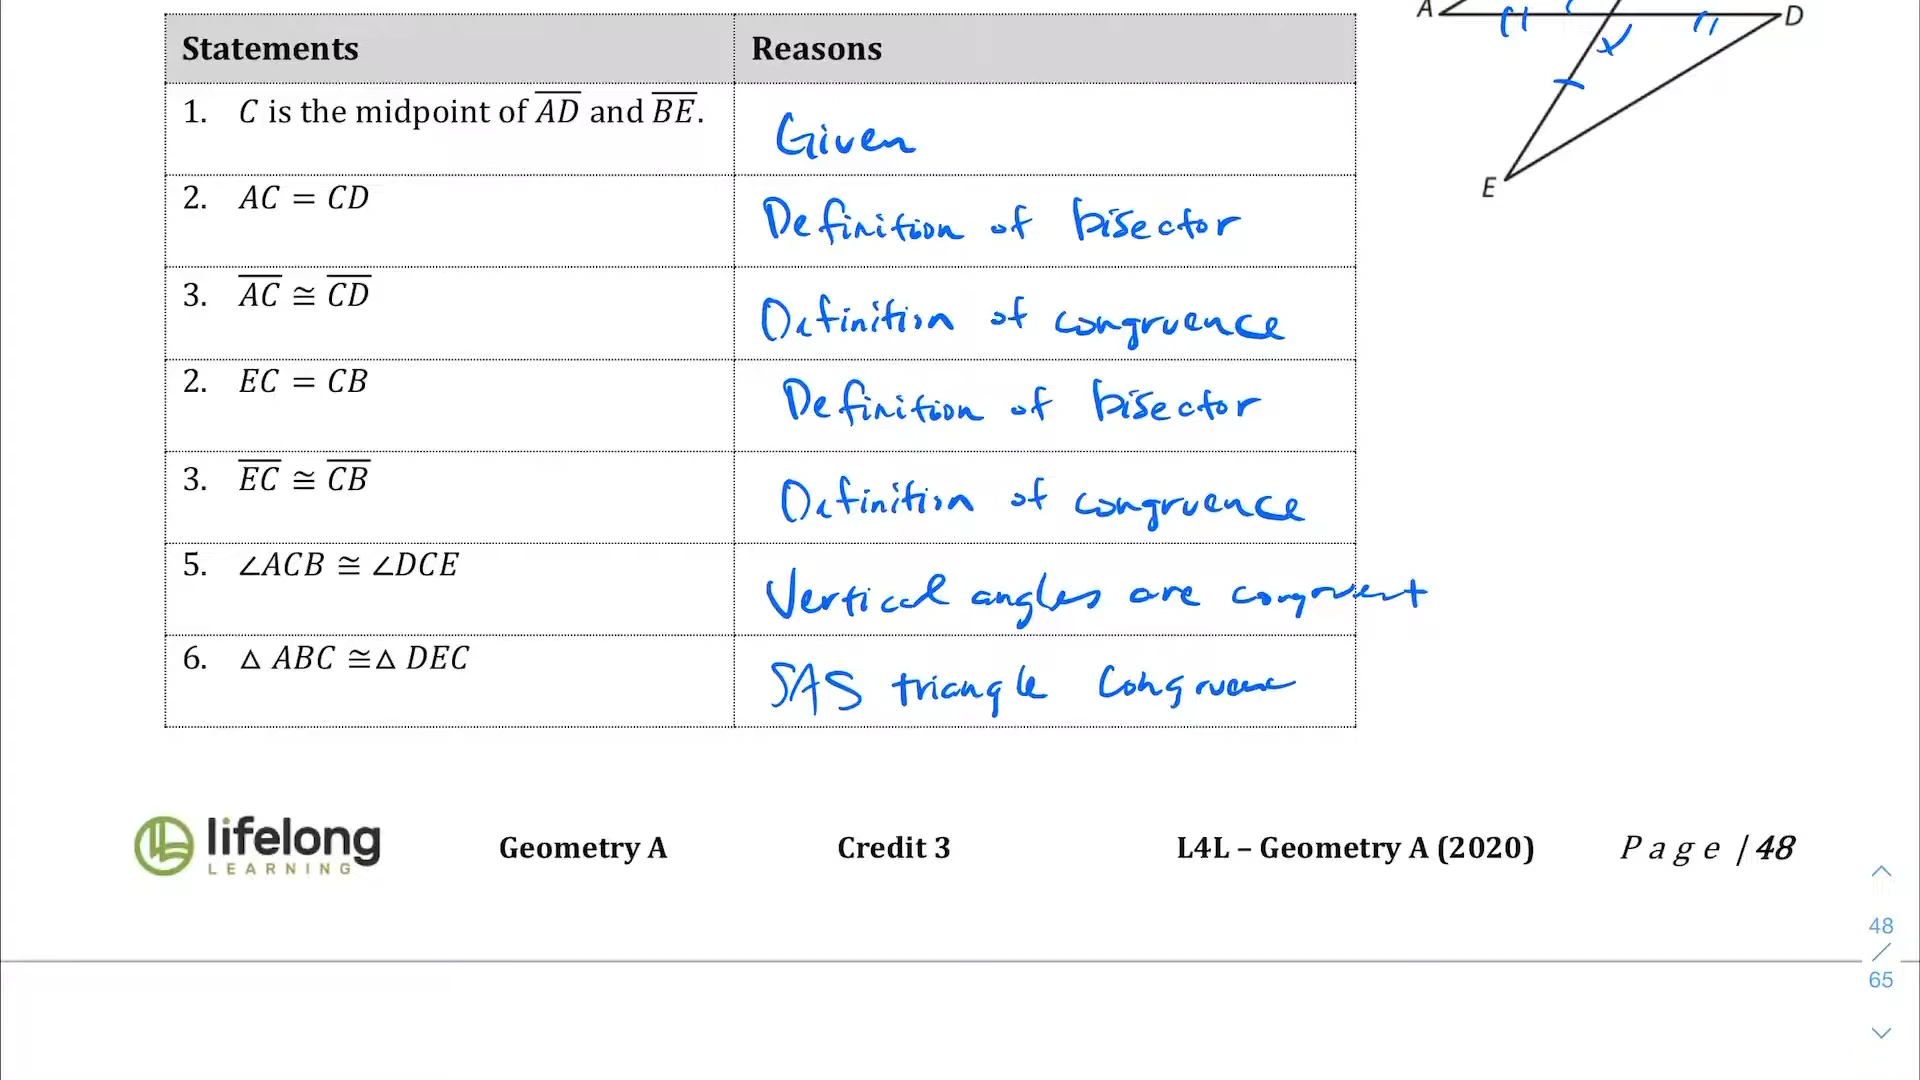 A
D
E
Statements Reasons
1. C is the midpoint of AD and BE. Given
2. AC = CD Definition of bisector
3. AC ≅ CD Definition of congruence
2. EC = CB Definition of bisector
3. EC ≅ CB Definition of congruence
5. ∠ACB ≅ ∠DCE Vertical angles are congruent
6. △ ABC ≅△ DEC SAS triangle Congruence
lifelong
LEARNING
Geometry A Credit 3 L4L – Geometry A (2020) Page | 48
48
/
65